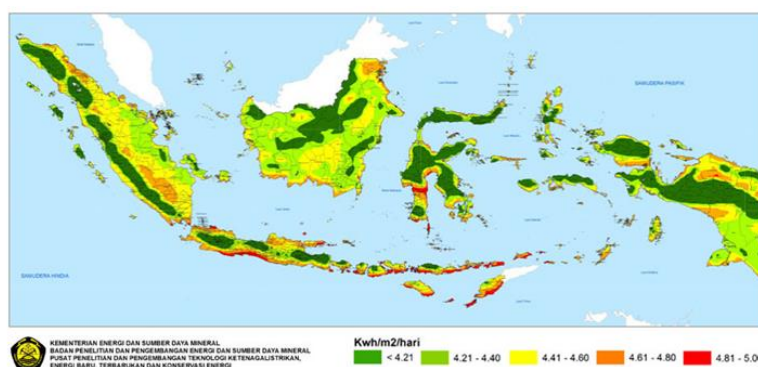 SAMUDERA PASIFIK
SAMUDERA HINDIA
KEMENTERIAN ENERGI DAN SUMBER DAYA MINERAL
BADAN PENELITIAN DAN PENGEMBANGAN ENERGI DAN SUMBER DAYA MINERAL
PUSAT PENELITIAN DAN PENGEMBANGAN TEKNOLOGI KETENAGALISTRIKAN,
ENERGI BARU, TERBARUKAN DAN KONSERVASI ENERGI
Kwh/m2/hari
< 4.21
4.21 - 4.40
4.41 - 4.60
4.61 - 4.80
4.81 - 5.00